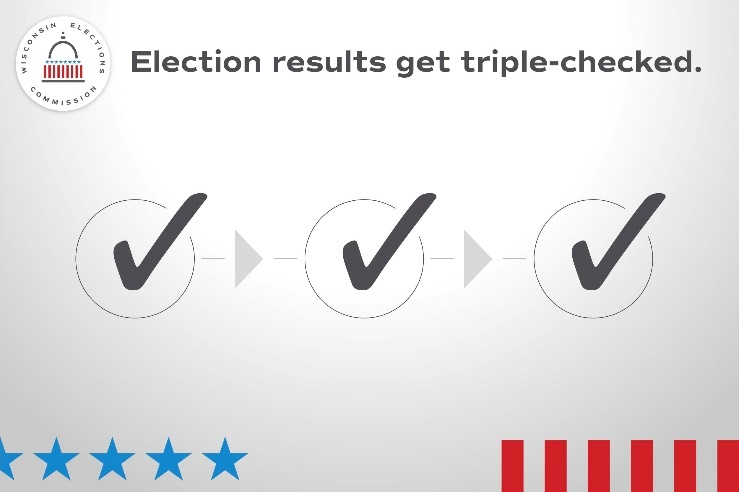 WISCONSIN ELECTIONS
COMMISSION
Election results get triple-checked.